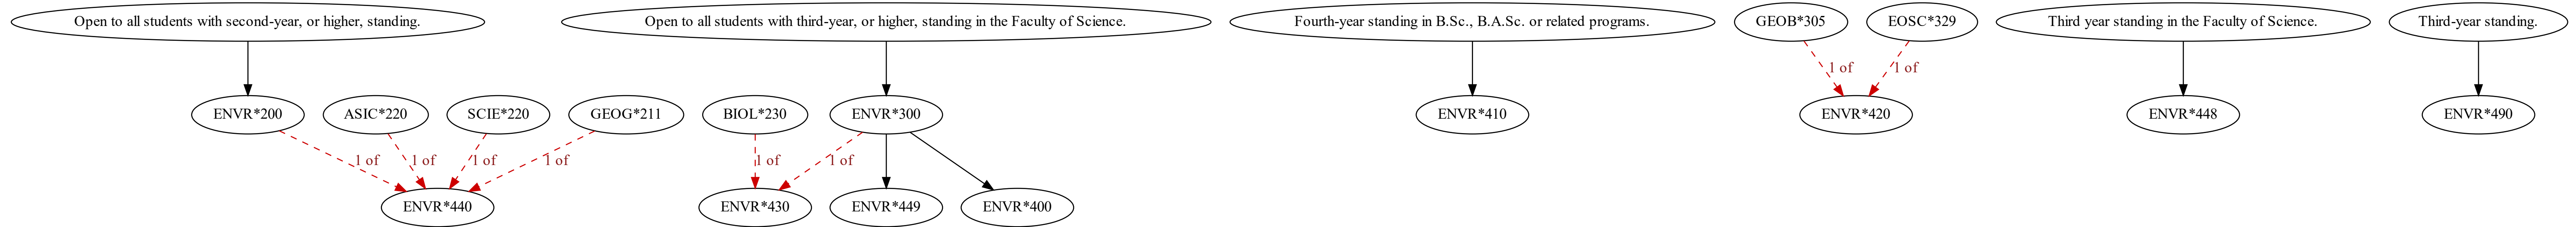 Open to all students with second-year, or higher, standing.
Open to all students with third-year, or higher, standing in the Faculty of Science.
Fourth-year standing in B.Sc., B.A.Sc. or related programs.
GEOB*305
EOSC*329
Third year standing in the Faculty of Science.
Third-year standing.
1 of
1 of
ENVR*200
ASIC*220
SCIE*220
GEOG*211
BIOL*230
ENVR*300
ENVR*410
ENVR*420
ENVR*448
ENVR*490
1 of
1 of
1 of
1 of
1 of
1 of
ENVR*440
ENVR*430
ENVR*449
ENVR*400